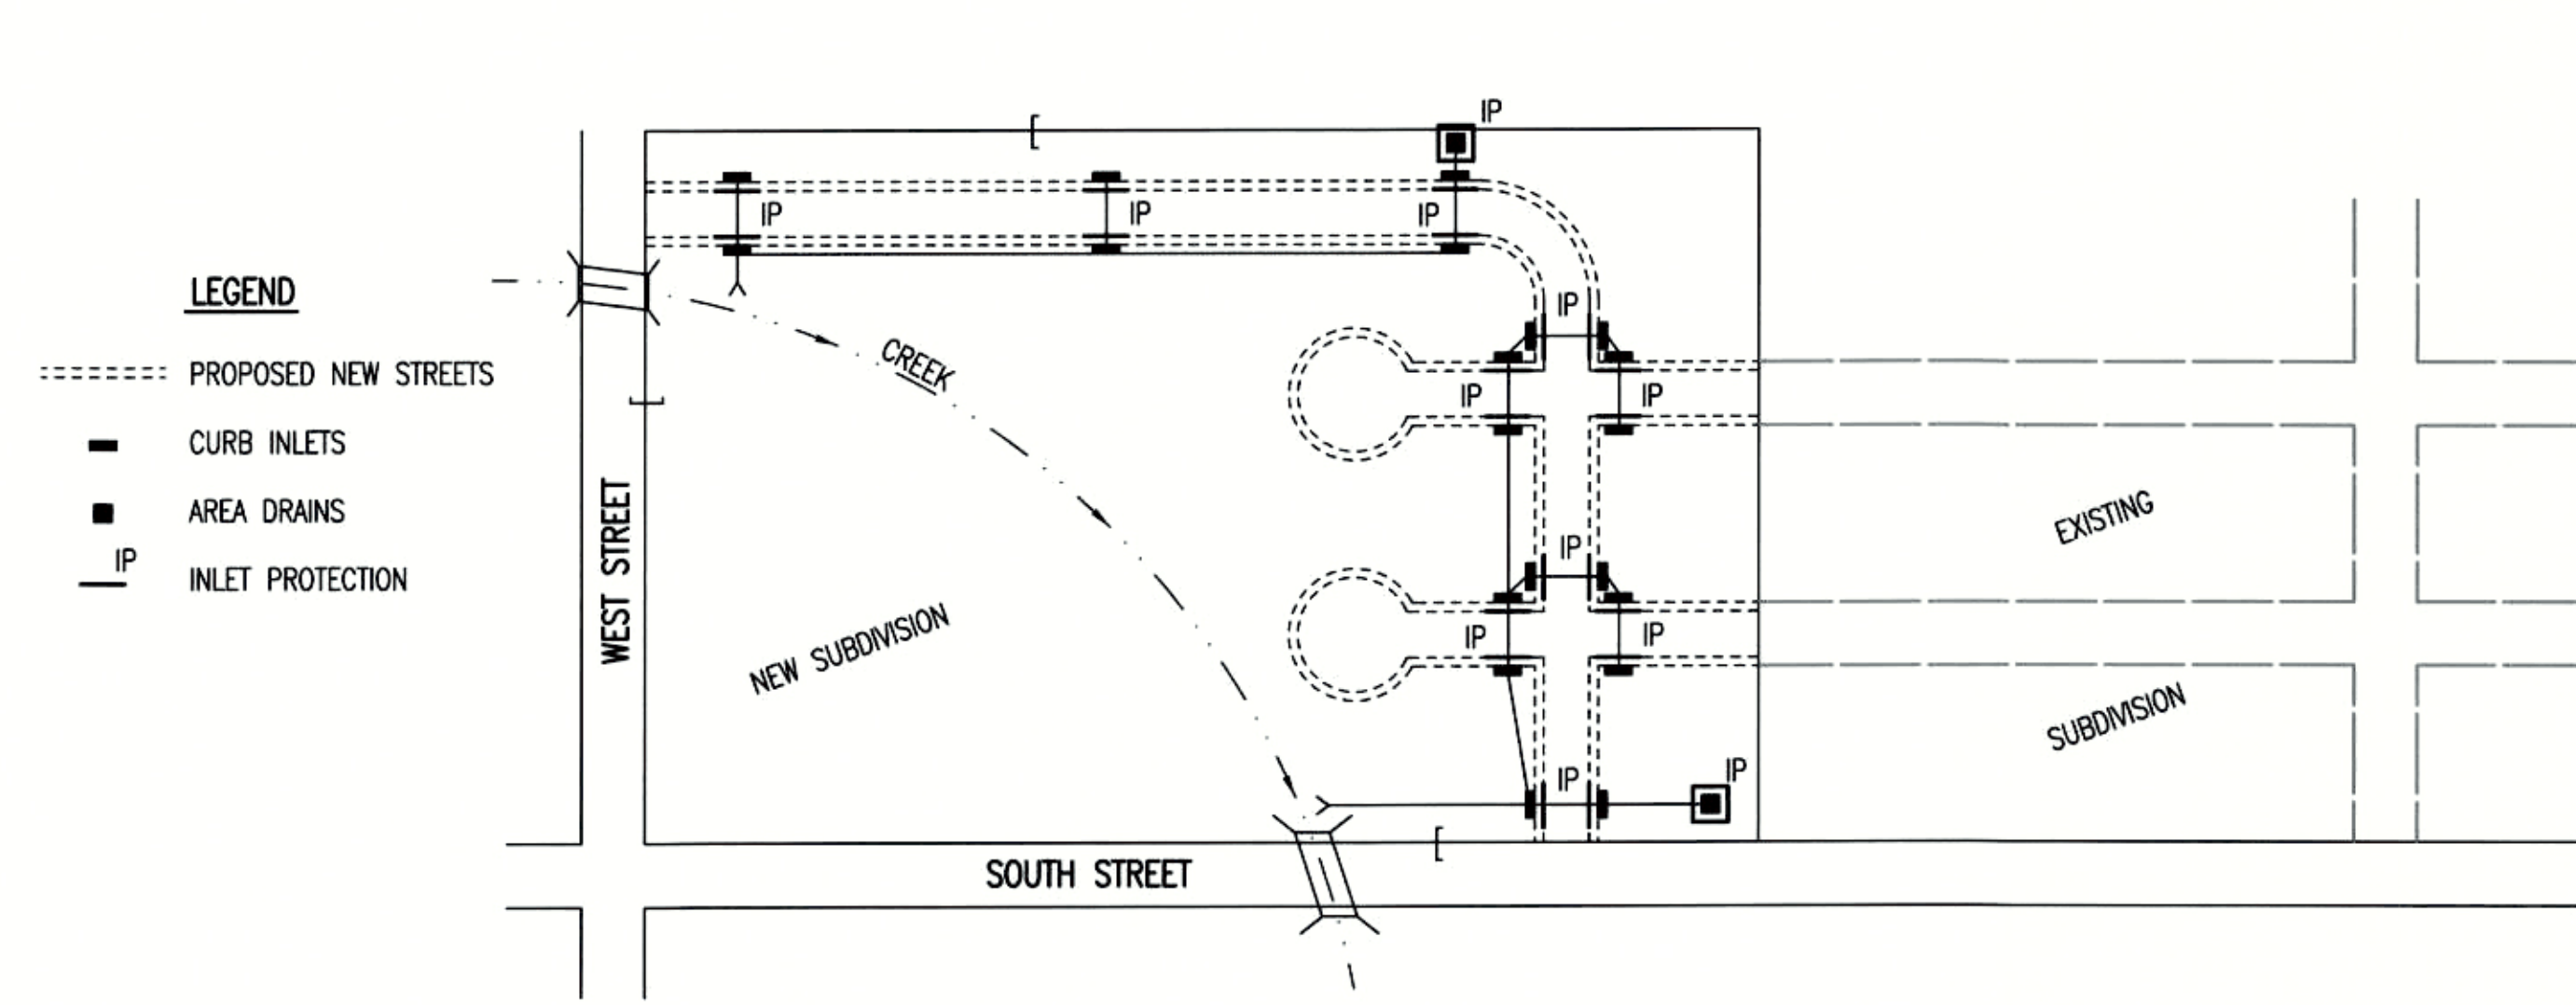 IP
IP
IP
IP
LEGEND
PROPOSED NEW STREETS
CURB INLETS
AREA DRAINS
IP
INLET PROTECTION
WEST STREET
CREEK
NEW SUBDIVISION
IP
IP
IP
IP
IP
IP
IP
IP
EXISTING
SUBDIVISION
SOUTH STREET